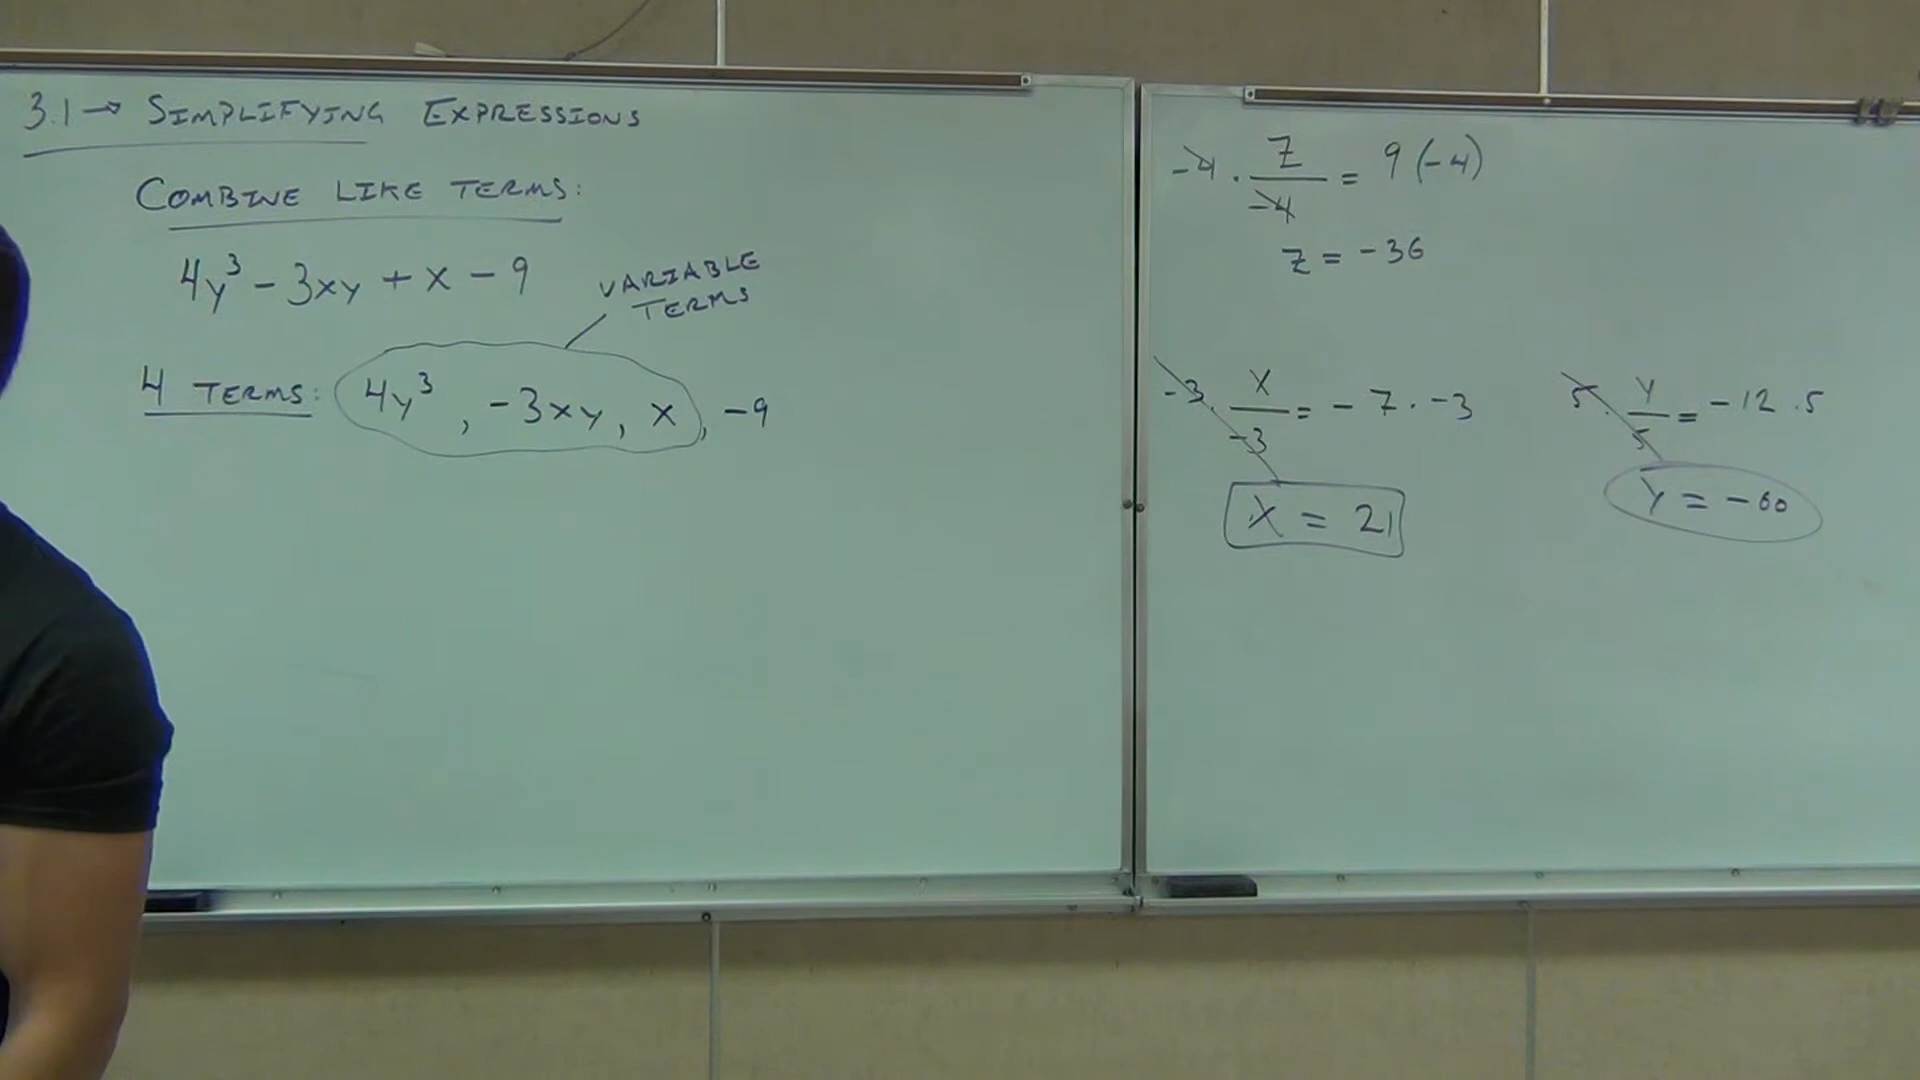 3.1 → SIMPLIFYING EXPRESSIONS
COMBINE LIKE TERMS:
4y³ - 3xy + x - 9
VARIABLE
TERMS
4 TERMS: 4y³, -3xy, x, -9
-4 · z/-4 = 9(-4)
z = -36
-3 · x/-3 = -7 · -3
x = 21
5 · y/5 = -12 · 5
y = -60